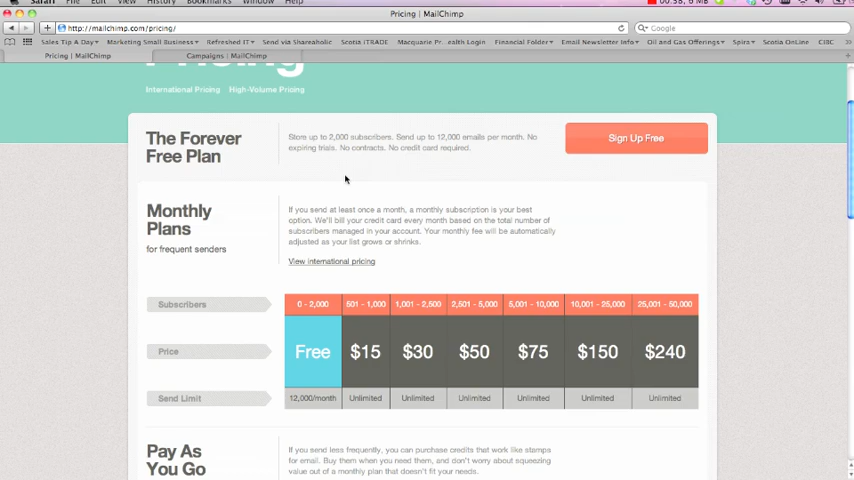 Safari File Edit View History Bookmarks Window Help
Pricing | MailChimp
http://mailchimp.com/pricing/
Google
Sales Tip A Day Marketing Small Business Refreshed IT Send via Shareaholic Scotia iTRADE Macquarie Pr...ealth Login Financial Folder Email Newsletter Info Oil and Gas Offerings Spiro Scotia OnLine CIBC
Pricing | MailChimp Campaigns | MailChimp
Pricing
International Pricing High-Volume Pricing
The Forever
Free Plan
Store up to 2,000 subscribers. Send up to 12,000 emails per month. No
expiring trials. No contracts. No credit card required.
Sign Up Free
Monthly
Plans
for frequent senders
If you send at least once a month, a monthly subscription is your best
option. We'll bill your credit card every month based on the total number of
subscribers managed in your account. Your monthly fee will be automatically
adjusted as your list grows or shrinks.
View international pricing
Subscribers 0 - 2,000 501 - 1,000 1,001 - 2,500 2,501 - 5,000 5,001 - 10,000 10,001 - 25,000 25,001 - 50,000
Price Free $15 $30 $50 $75 $150 $240
Send Limit 12,000/month Unlimited Unlimited Unlimited Unlimited Unlimited Unlimited
Pay As
You Go
If you send less frequently, you can purchase credits that work like stamps
for email. Buy them when you need them, and don't worry about squeezing
value out of a monthly plan that doesn't fit your needs.